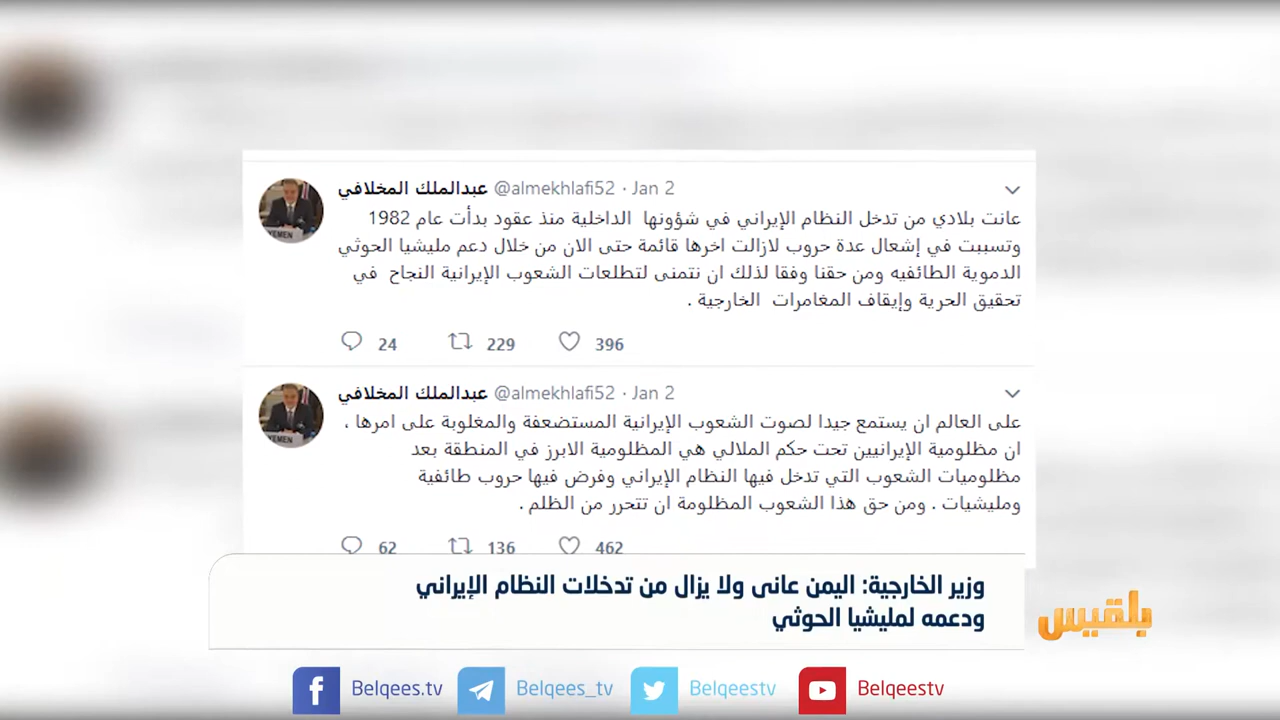 عبدالملك المخلافي @almekhlafi52 · Jan 2
عانت بلادي من تدخل النظام الإيراني في شؤونها الداخلية منذ عقود بدأت عام 1982
وتسببت في إشعال عدة حروب لازالت اخرها قائمة حتى الان من خلال دعم مليشيا الحوثي
الدموية الطائفيه ومن حقنا وفقا لذلك ان نتمنى لتطلعات الشعوب الإيرانية النجاح في
تحقيق الحرية وإيقاف المغامرات الخارجية .
24 229 396
عبدالملك المخلافي @almekhlafi52 · Jan 2
على العالم ان يستمع جيدا لصوت الشعوب الإيرانية المستضعفة والمغلوبة على امرها ،
ان مظلومية الإيرانيين تحت حكم الملالي هي المظلومية الابرز في المنطقة بعد
مظلوميات الشعوب التي تدخل فيها النظام الإيراني وفرض فيها حروب طائفية
ومليشيات . ومن حق هذا الشعوب المظلومة ان تتحرر من الظلم .
62 136 462
وزير الخارجية: اليمن عانى ولا يزال من تدخلات النظام الإيراني
ودعمه لمليشيا الحوثي
بلقيس
Belqees.tv Belqees_tv Belqeestv Belqeestv
YEMEN
YEMEN